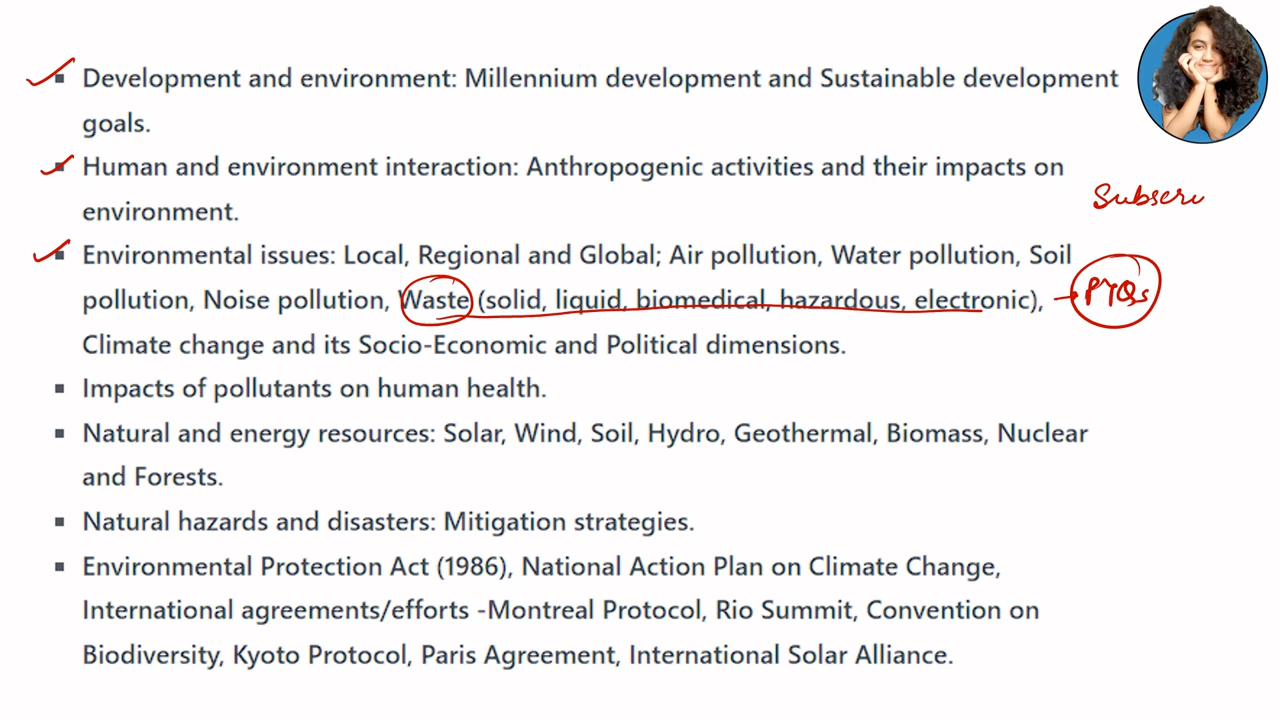 Development and environment: Millennium development and Sustainable development
goals.
Human and environment interaction: Anthropogenic activities and their impacts on
environment.
Subscri
Environmental issues: Local, Regional and Global; Air pollution, Water pollution, Soil
pollution, Noise pollution, Waste (solid, liquid, biomedical, hazardous, electronic), → PYQs
Climate change and its Socio-Economic and Political dimensions.
Impacts of pollutants on human health.
Natural and energy resources: Solar, Wind, Soil, Hydro, Geothermal, Biomass, Nuclear
and Forests.
Natural hazards and disasters: Mitigation strategies.
Environmental Protection Act (1986), National Action Plan on Climate Change,
International agreements/efforts -Montreal Protocol, Rio Summit, Convention on
Biodiversity, Kyoto Protocol, Paris Agreement, International Solar Alliance.